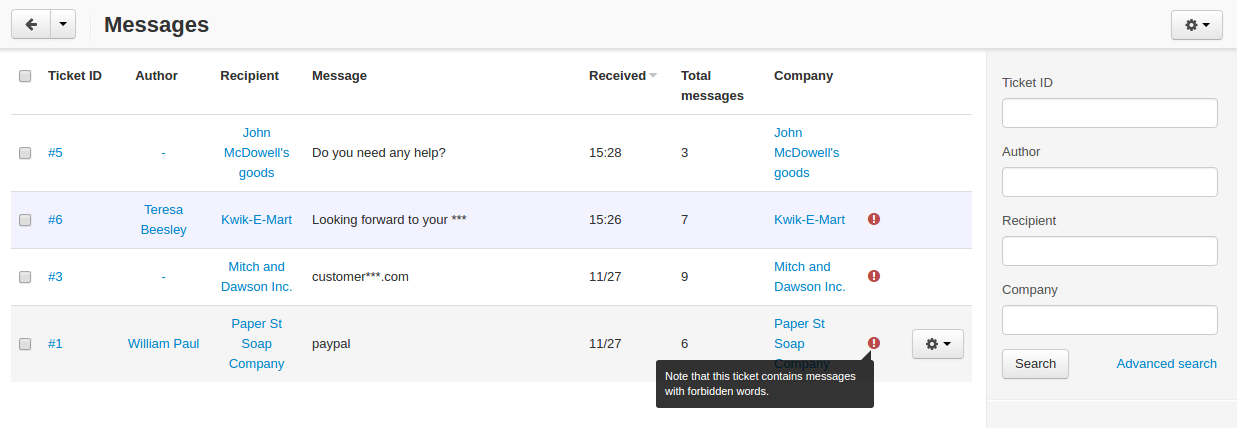 Messages
Ticket ID Author Recipient Message Received Total messages Company
#5 - John McDowell's goods Do you need any help? 15:28 3 John McDowell's goods
#6 Teresa Beesley Kwik-E-Mart Looking forward to your *** 15:26 7 Kwik-E-Mart
#3 - Mitch and Dawson Inc. customer***.com 11/27 9 Mitch and Dawson Inc.
#1 William Paul Paper St Soap Company paypal 11/27 6 Paper St Soap Company
Note that this ticket contains messages
with forbidden words.
Ticket ID
Author
Recipient
Company
Search Advanced search